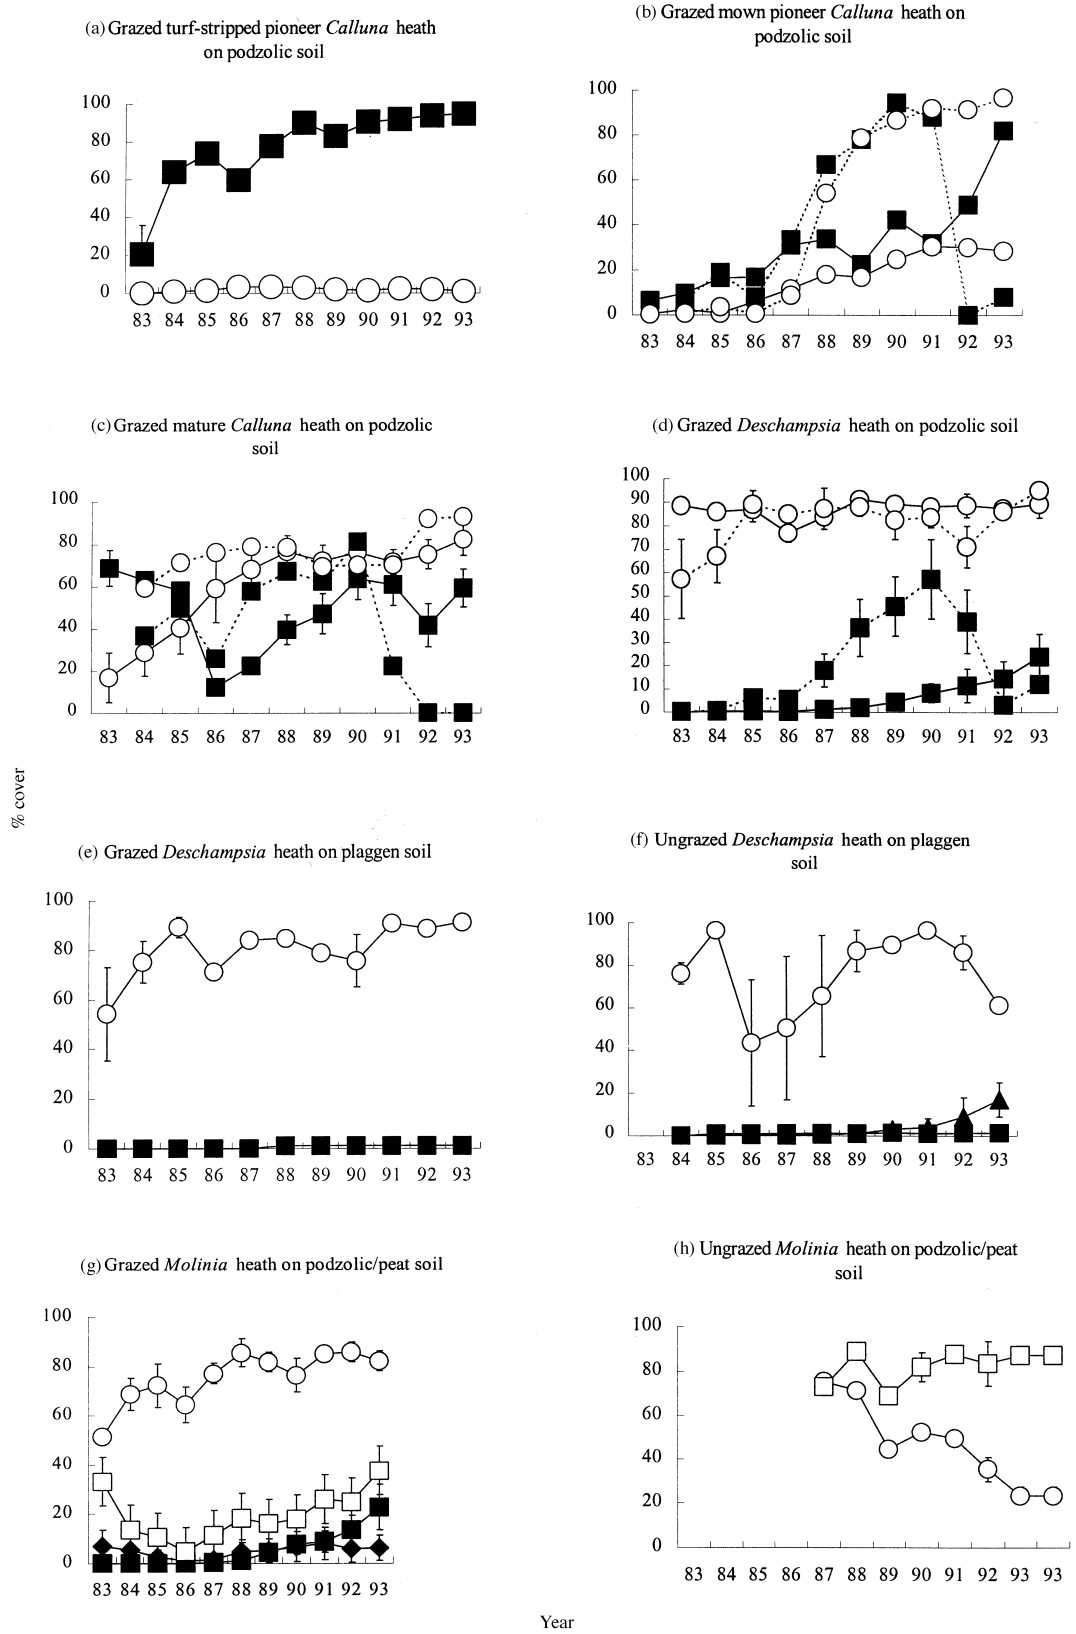 (a) Grazed turf-stripped pioneer Calluna heath
on podzolic soil
100
80
60
40
20
0
83 84 85 86 87 88 89 90 91 92 93
(b) Grazed mown pioneer Calluna heath on
podzolic soil
100
80
60
40
20
0
83 84 85 86 87 88 89 90 91 92 93
(c) Grazed mature Calluna heath on podzolic
soil
100
80
60
40
20
0
83 84 85 86 87 88 89 90 91 92 93
(d) Grazed Deschampsia heath on podzolic soil
100
90
80
70
60
50
40
30
20
10
0
83 84 85 86 87 88 89 90 91 92 93
% cover
(e) Grazed Deschampsia heath on plaggen soil
100
80
60
40
20
0
83 84 85 86 87 88 89 90 91 92 93
(f) Ungrazed Deschampsia heath on plaggen
soil
100
80
60
40
20
0
83 84 85 86 87 88 89 90 91 92 93
(g) Grazed Molinia heath on podzolic/peat soil
100
80
60
40
20
0
83 84 85 86 87 88 89 90 91 92 93
(h) Ungrazed Molinia heath on podzolic/peat
soil
100
80
60
40
20
0
83 84 85 86 87 88 89 90 91 92 93 93
Year